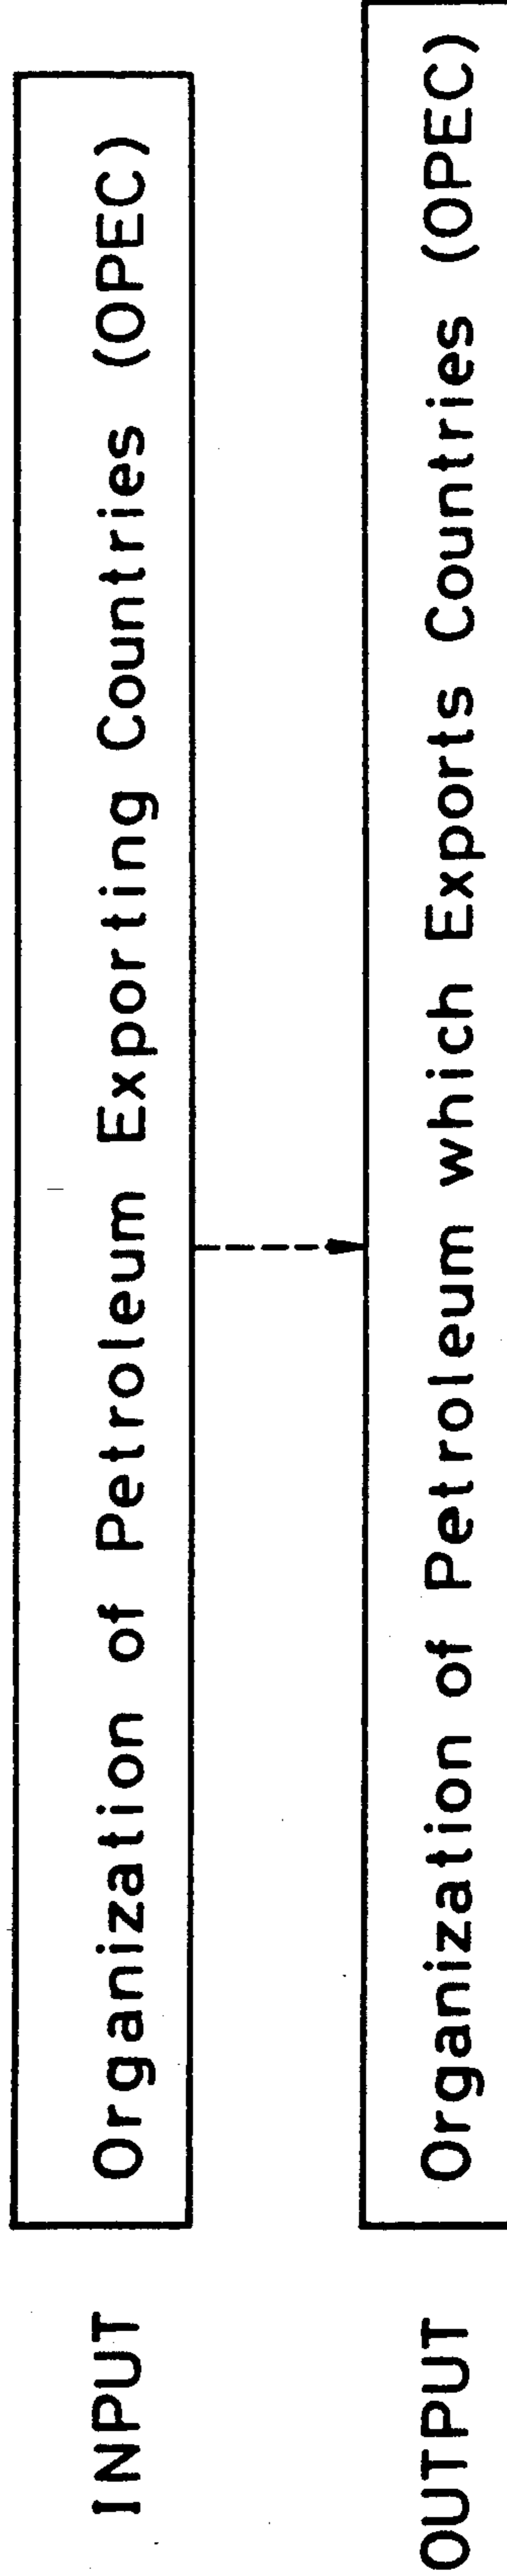 INPUT Organization of Petroleum Exporting Countries (OPEC)
OUTPUT Organization of Petroleum which Exports Countries (OPEC)